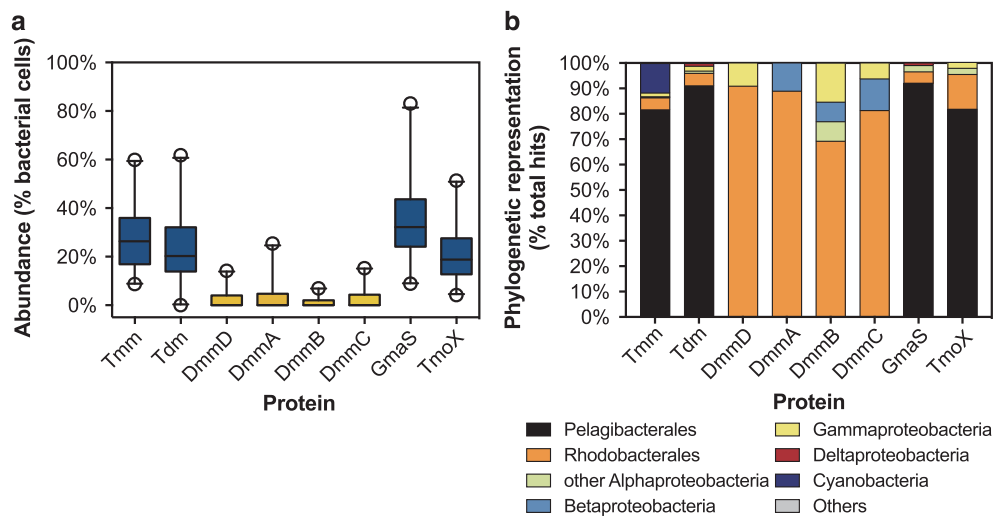 a
Abundance (% bacterial cells)
100%
80%
60%
40%
20%
0%
Tmm
Tdm
DmmD
DmmA
DmmB
DmmC
GmaS
TmoX
Protein
b
Phylogenetic representation
(% total hits)
100%
90%
80%
70%
60%
50%
40%
30%
20%
10%
0%
Tmm
Tdm
DmmD
DmmA
DmmB
DmmC
GmaS
TmoX
Protein
Pelagibacterales
Rhodobacterales
other Alphaproteobacteria
Betaproteobacteria
Gammaproteobacteria
Deltaproteobacteria
Cyanobacteria
Others